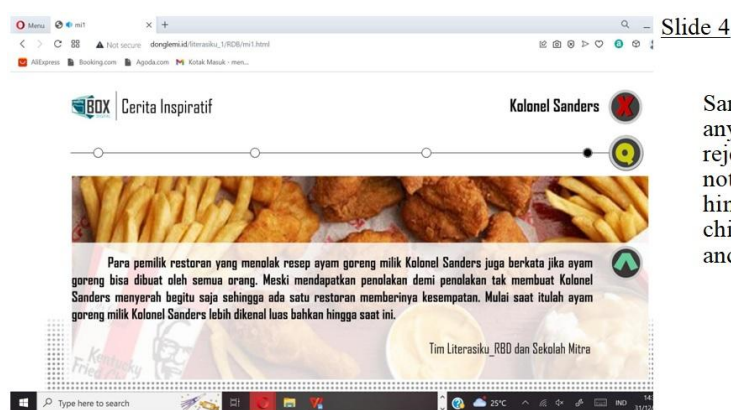 Menu
mi1
Slide 4
Not secure donglemi.id/literasiku_1/RDB/mi1.html
AliExpress Booking.com Agoda.com Kotak Masuk - men...
BOX Cerita Inspiratif
Kolonel Sanders X
Q
Para pemilik restoran yang menolak resep ayam goreng milik Kolonel Sanders juga berkata jika ayam
goreng bisa dibuat oleh semua orang. Meski mendapatkan penolakan demi penolakan tak membuat Kolonel
Sanders menyerah begitu saja sehingga ada satu restoran memberinya kesempatan. Mulai saat itulah ayam
goreng milik Kolonel Sanders lebih dikenal luas bahkan hingga saat ini.
Tim Literasiku_RBD dan Sekolah Mitra
Kentucky
Fried
Type here to search
25°C
IND
San
any
rej
not
hin
chi
and